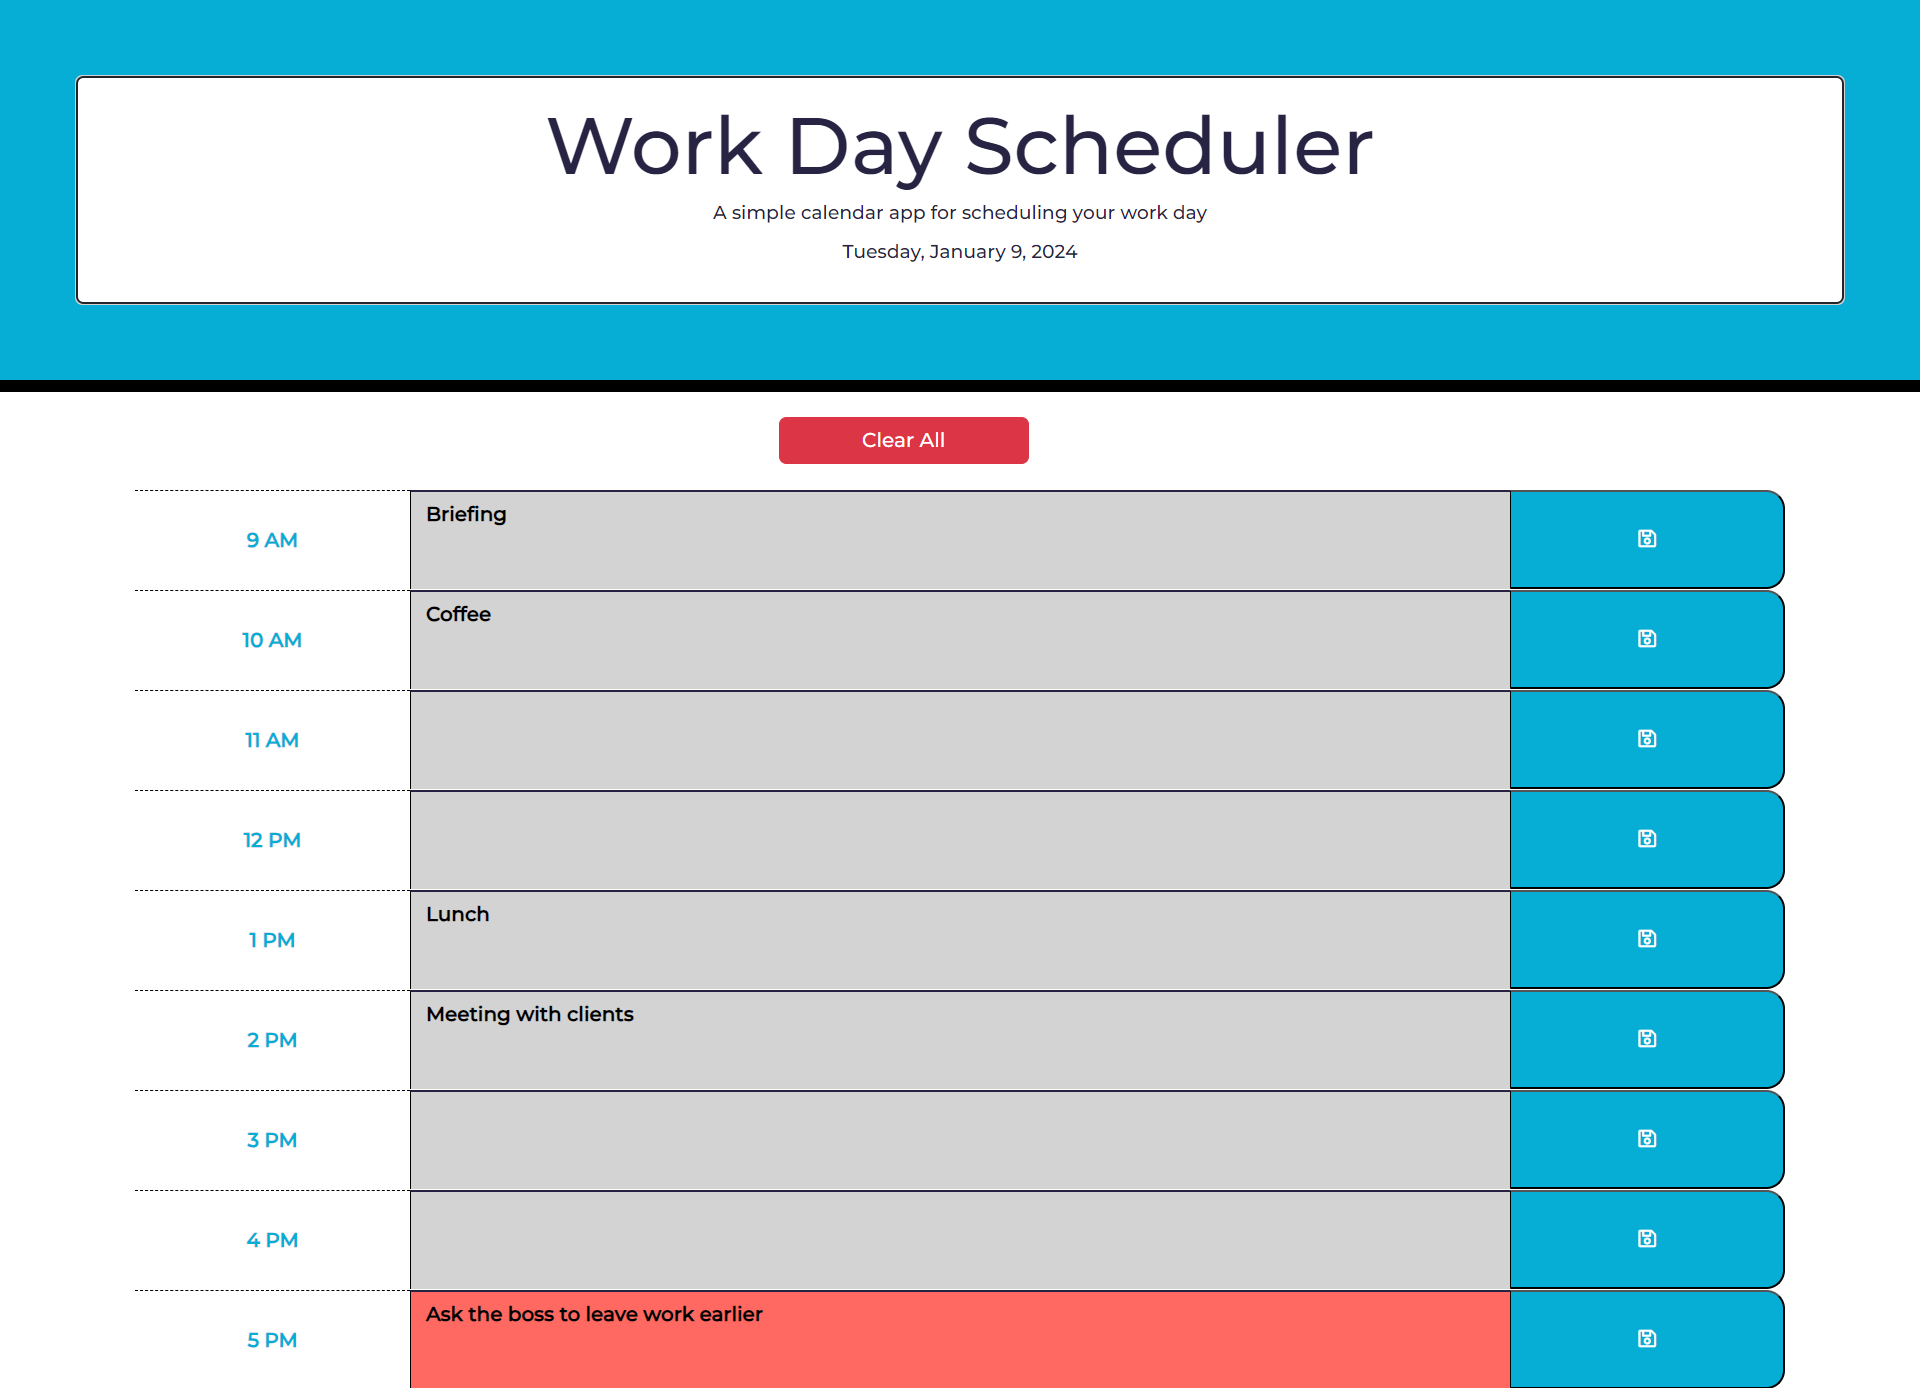 Work Day Scheduler
A simple calendar app for scheduling your work day
Tuesday, January 9, 2024
Clear All
9 AM
Briefing
10 AM
Coffee
11 AM
12 PM
1 PM
Lunch
2 PM
Meeting with clients
3 PM
4 PM
5 PM
Ask the boss to leave work earlier